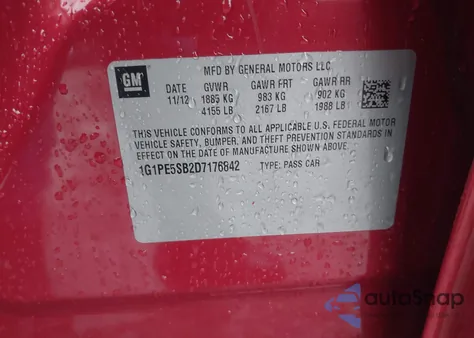 GM
MFD BY GENERAL MOTORS LLC
DATE GVWR GAWR FRT GAWR RR
11/12 1885 KG 983 KG 902 KG
4155 LB 2167 LB 1988 LB
THIS VEHICLE CONFORMS TO ALL APPLICABLE U.S. FEDERAL MOTOR
VEHICLE SAFETY, BUMPER, AND THEFT PREVENTION STANDARDS IN
EFFECT ON THE DATE OF MANUFACTURE SHOWN ABOVE.
1G1PE5SB2D7176842 TYPE: PASS CAR
autoSnap